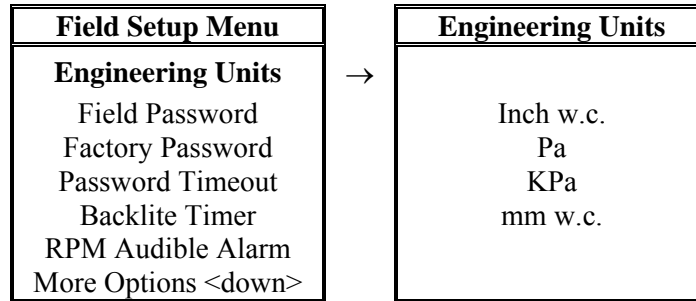 Field Setup Menu
Engineering Units →
Field Password
Factory Password
Password Timeout
Backlite Timer
RPM Audible Alarm
More Options <down>
Engineering Units
Inch w.c.
Pa
KPa
mm w.c.